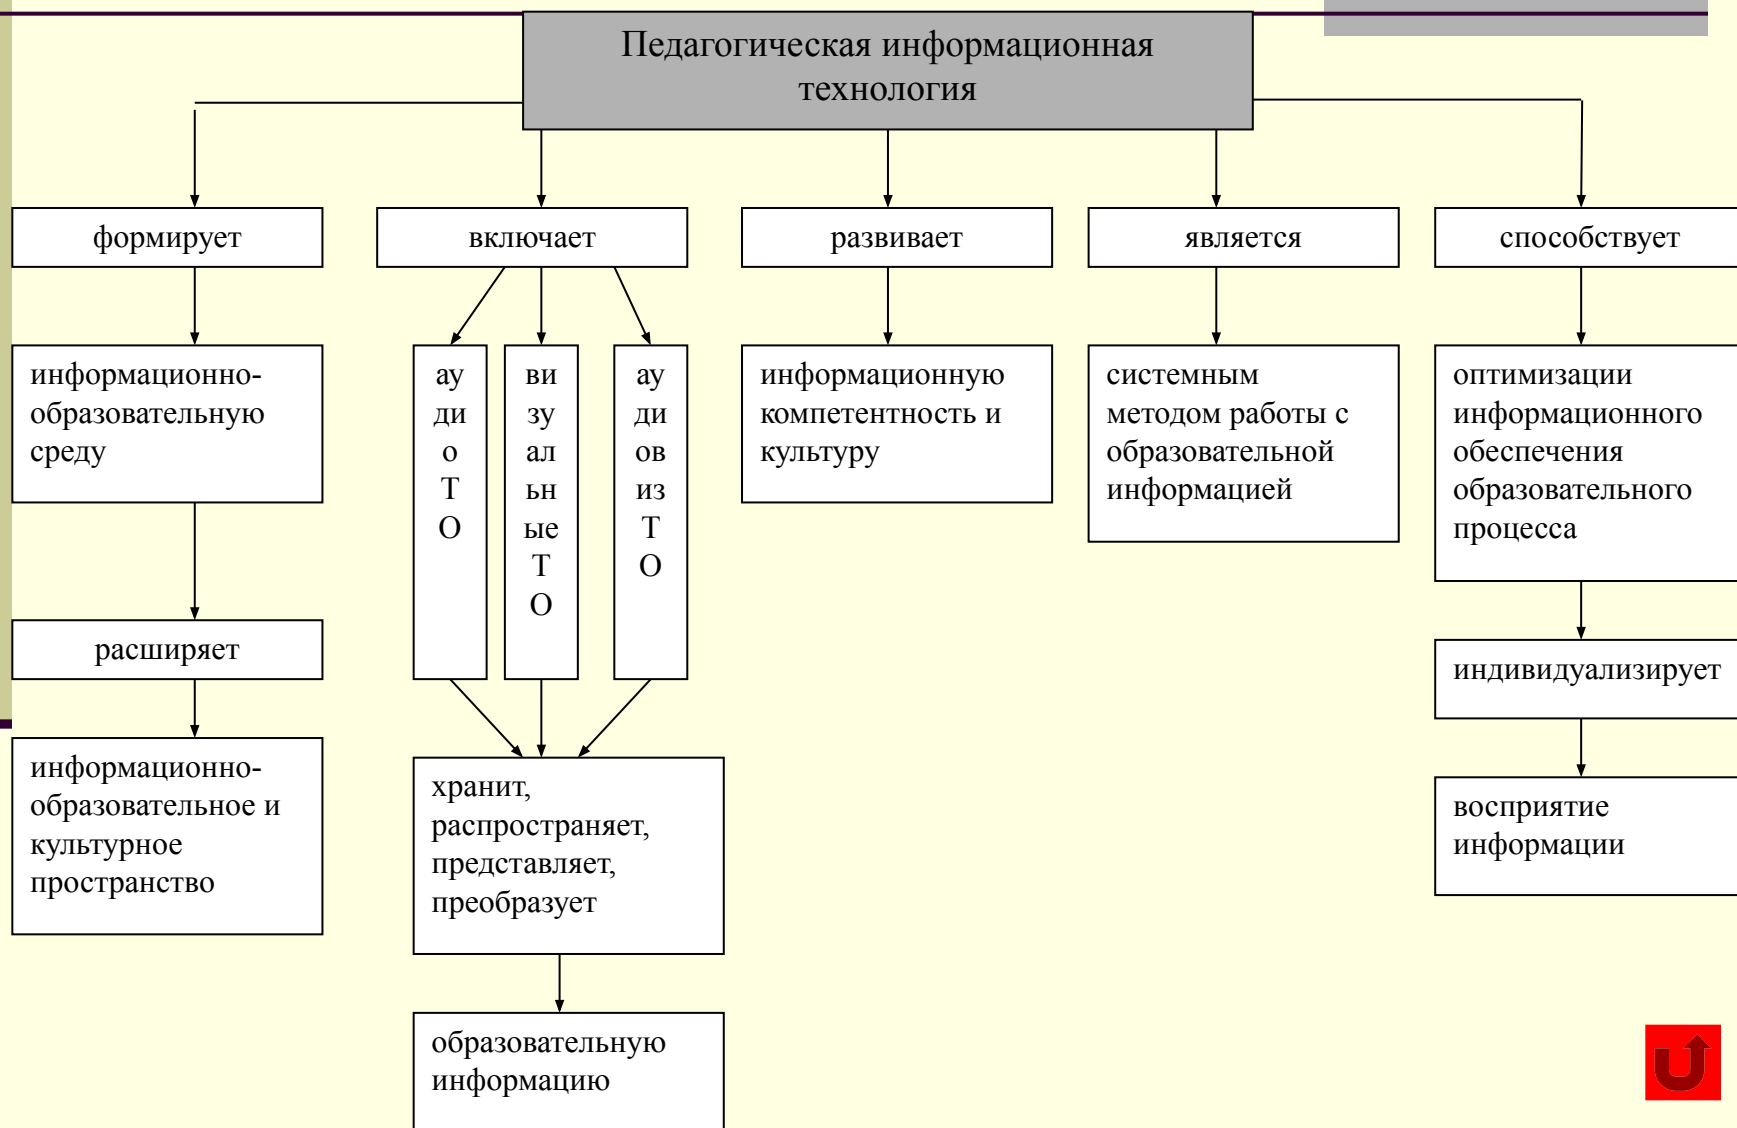 Педагогическая информационная
технология
формирует
включает
развивает
является
способствует
информационно-
образовательную
среду
ау
ди
о
Т
О
ви
зу
ал
ьн
ые
Т
О
ау
ди
ов
из
Т
О
информационную
компетентность и
культуру
системным
методом работы с
образовательной
информацией
оптимизации
информационного
обеспечения
образовательного
процесса
расширяет
индивидуализирует
информационно-
образовательное и
культурное
пространство
хранит,
распространяет,
представляет,
преобразует
восприятие
информации
образовательную
информацию